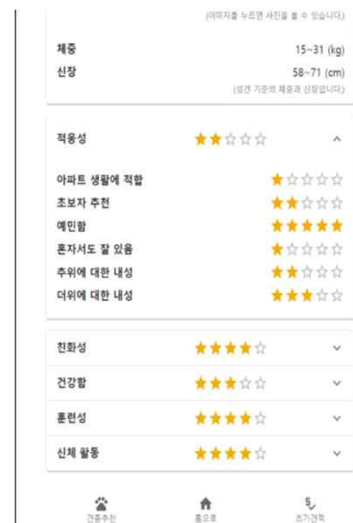 (이미지를 누르면 사진을 볼 수 있습니다.)
체중 15~31 (kg)
신장 58~71 (cm)
(성견 기준의 체중과 신장입니다.)
적응성
아파트 생활에 적합
초보자 추천
예민함
혼자서도 잘 있음
추위에 대한 내성
더위에 대한 내성
친화성
건강함
훈련성
신체 활동
견종추천 홈으로 초기견적